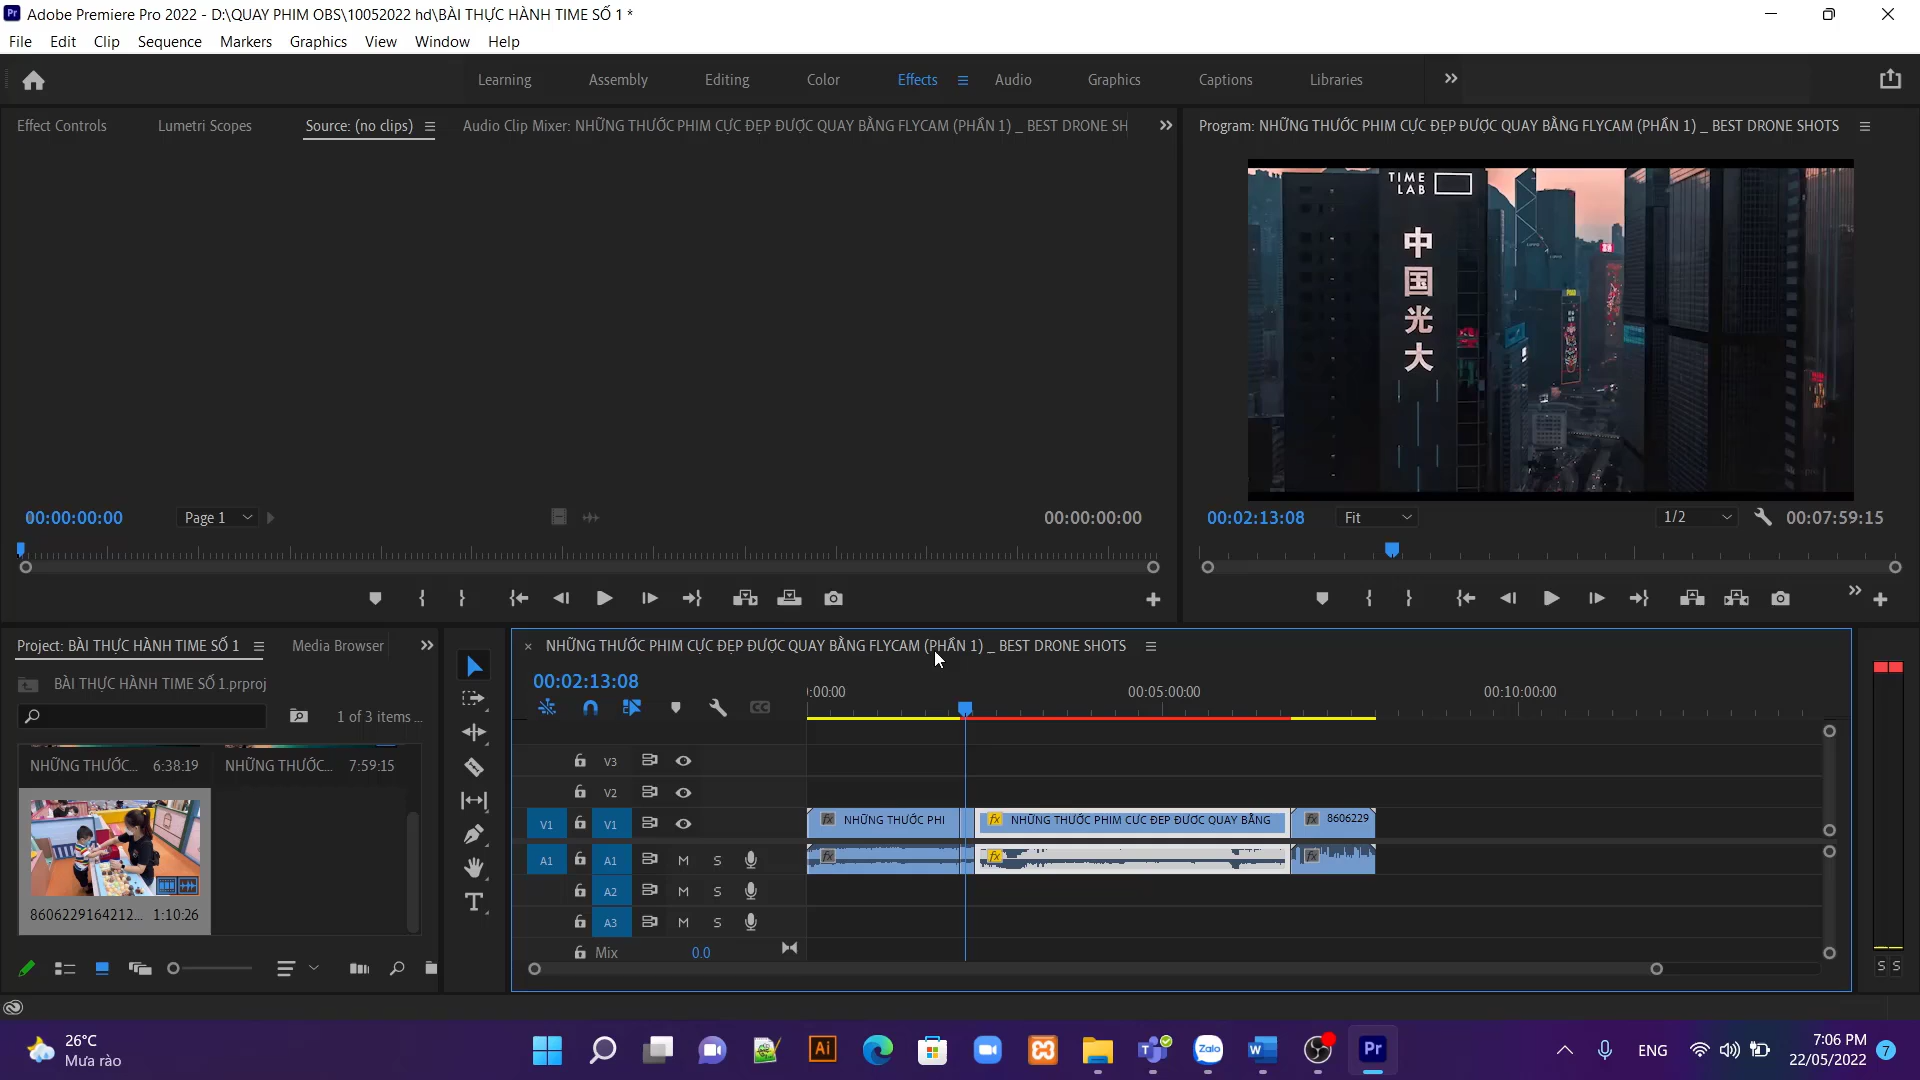 Adobe Premiere Pro 2022 - D:\QUAY PHIM OBS\10052022 hd\BÀI THỰC HÀNH TIME SỐ 1 *
File Edit Clip Sequence Markers Graphics View Window Help
Learning Assembly Editing Color Effects Audio Graphics Captions Libraries
Effect Controls Lumetri Scopes Source: (no clips) Audio Clip Mixer: NHỮNG THƯỚC PHIM CỰC ĐẸP ĐƯỢC QUAY BẰNG FLYCAM (PHẦN 1) _ BEST DRONE SH
Program: NHỮNG THƯỚC PHIM CỰC ĐẸP ĐƯỢC QUAY BẰNG FLYCAM (PHẦN 1) _ BEST DRONE SHOTS
TIME
LAB
中国光大
00:00:00:00 Page 1 00:00:00:00
00:02:13:08 Fit 1/2 00:07:59:15
Project: BÀI THỰC HÀNH TIME SỐ 1 Media Browser
BÀI THỰC HÀNH TIME SỐ 1.prproj
1 of 3 items ...
NHỮNG THƯỚC... 6:38:19 NHỮNG THƯỚC... 7:59:15
8606229164212... 1:10:26
NHỮNG THƯỚC PHIM CỰC ĐẸP ĐƯỢC QUAY BẰNG FLYCAM (PHẦN 1) _ BEST DRONE SHOTS
00:02:13:08
:00:00 00:05:00:00 00:10:00:00
V3
V2
V1 V1 NHỮNG THƯỚC PHI NHỮNG THƯỚC PHIM CỰC ĐẸP ĐƯỢC QUAY BẰNG 8606229
A1 A1 M S
A2 M S
A3 M S
Mix 0.0
S S
26°C
Mưa rào
ENG
7:06 PM
22/05/2022
7